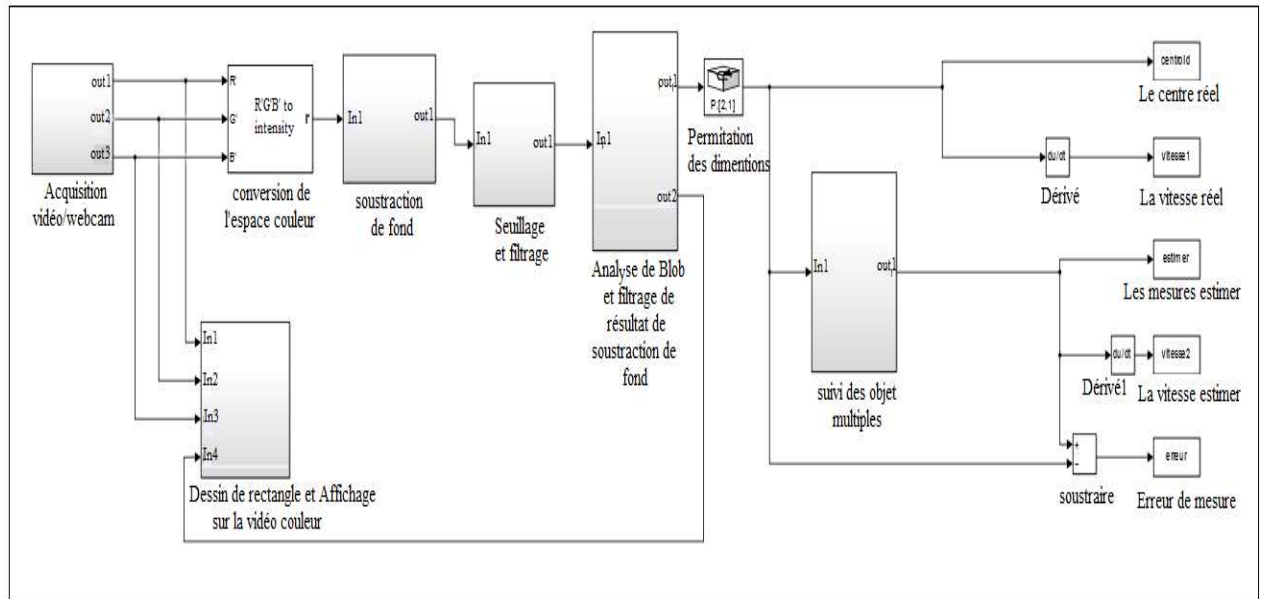 out1
out2
out3
Acquisition
vidéo/webcam
R'
G'
B'
R'G'B' to
intensity
r
conversion de
l'espace couleur
In1
out1
soustraction
de fond
In1
out1
Seuillage
et filtrage
In1
out1
out2
Analyse de Blob
et filtrage de
résultat de
soustraction de
fond
P:[2,1]
Permitation
des dimentions
In1
out1
suivi des objet
multiples
centroid
Le centre réel
du/dt
Dérivé
vitesse1
La vitesse réel
estimer
Les mesures estimer
du/dt
Dérivé1
vitesse2
La vitesse estimer
+
−
soustraire
erreur
Erreur de mesure
In1
In2
In3
In4
Dessin de rectangle et Affichage
sur la vidéo couleur